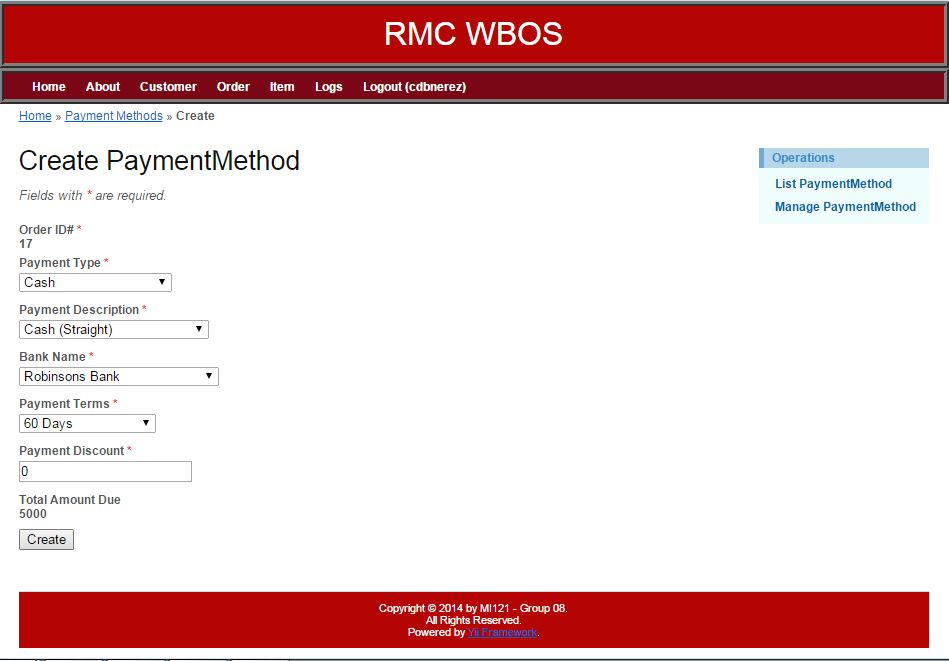 RMC WBOS
Home About Customer Order Item Logs Logout (cdbnerez)
Home » Payment Methods » Create
Create PaymentMethod
Operations
List PaymentMethod
Manage PaymentMethod
Fields with * are required.
Order ID# *
17
Payment Type *
Cash
Payment Description *
Cash (Straight)
Bank Name *
Robinsons Bank
Payment Terms *
60 Days
Payment Discount *
0
Total Amount Due
5000
Create
Copyright © 2014 by MI121 - Group 08.
All Rights Reserved.
Powered by Yii Framework.